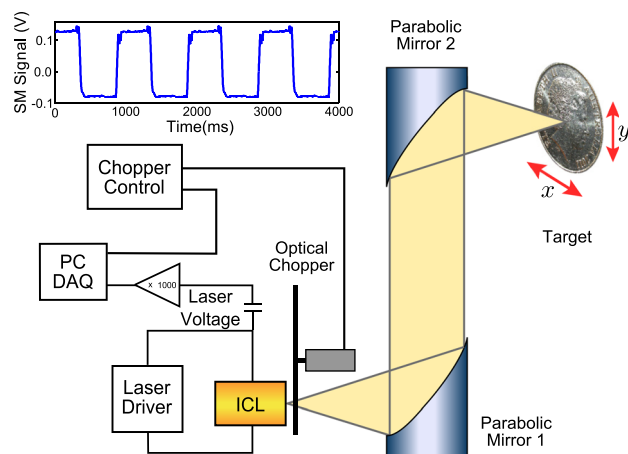 SM Signal (V)
0.1
0.0
-0.1
0
1000
2000
3000
4000
Time(ms)
Parabolic
Mirror 2
y
x
Target
Chopper
Control
Optical
Chopper
PC
DAQ
x 1000
Laser
Voltage
Laser
Driver
ICL
Parabolic
Mirror 1